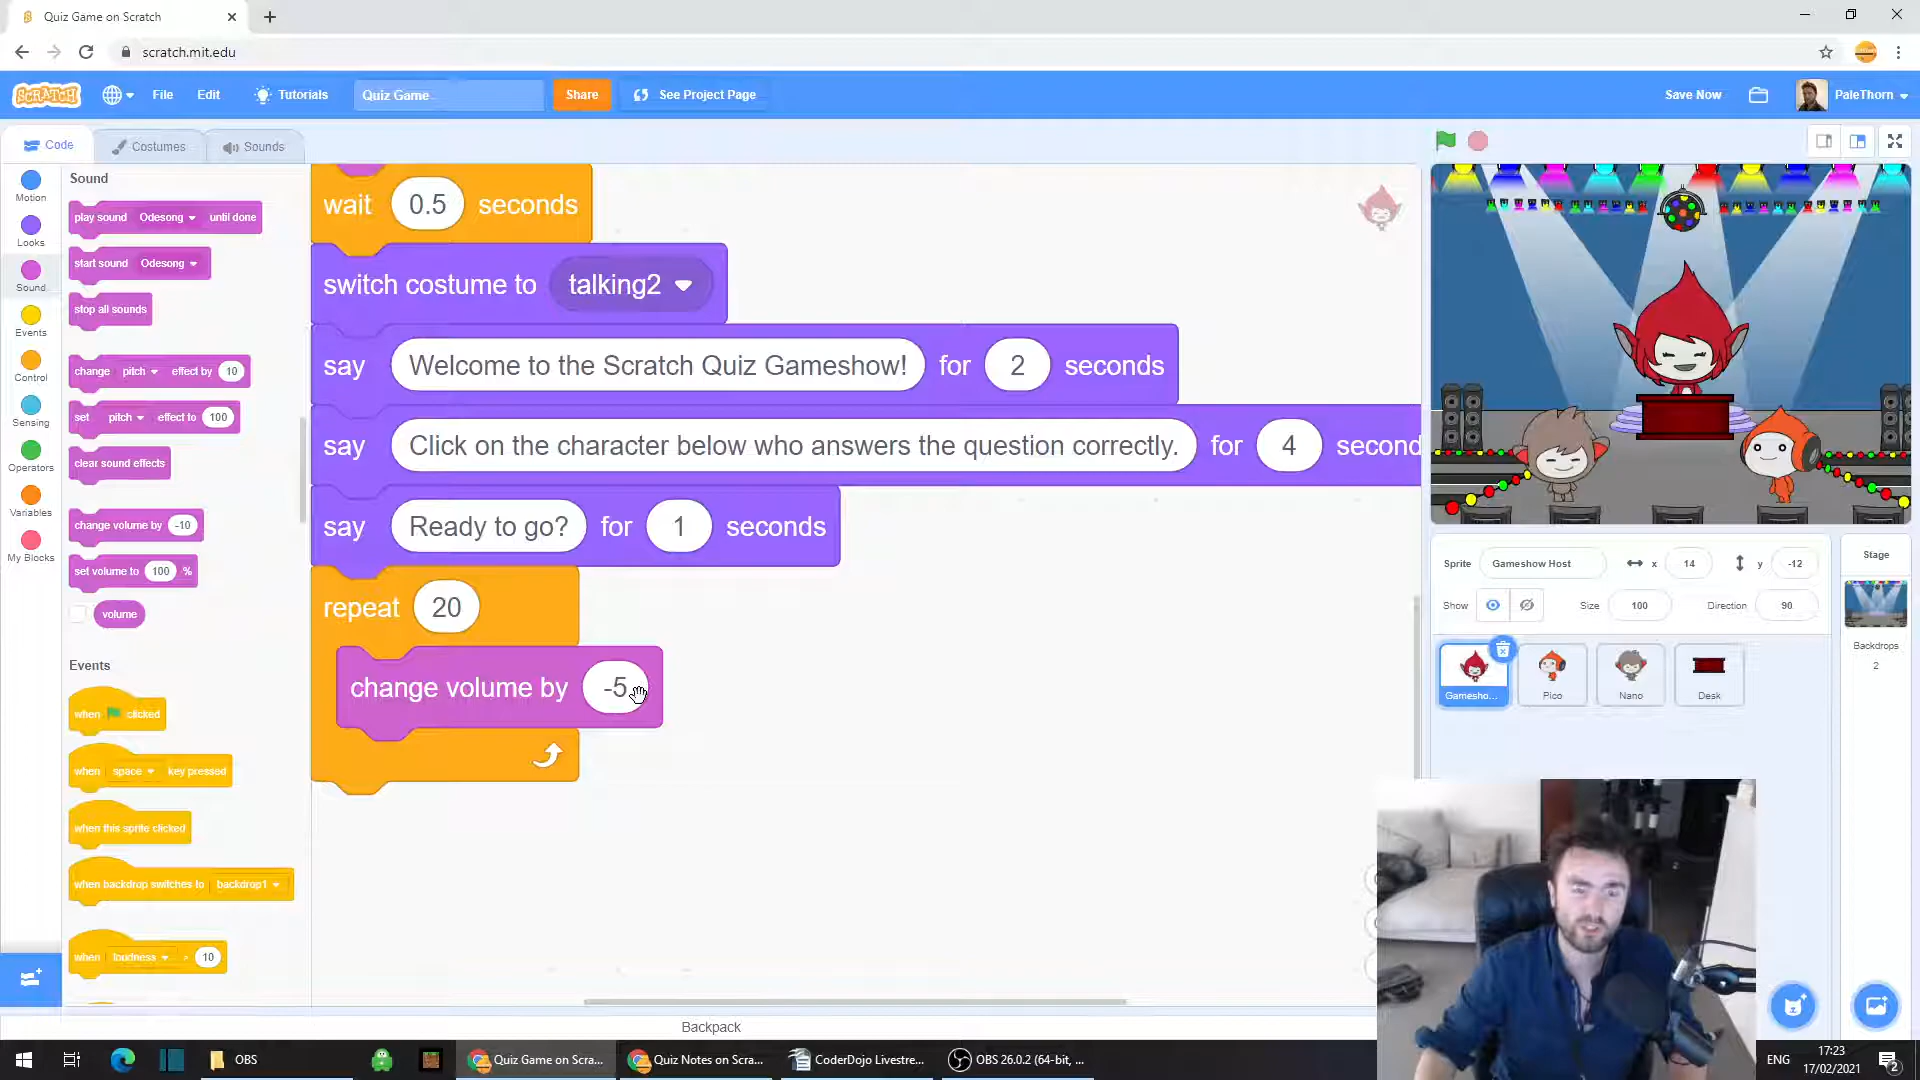 Quiz Game on Scratch
scratch.mit.edu
SCRATCH
File
Edit
Tutorials
Quiz Game
Share
See Project Page
Save Now
PaleThorn
Code
Costumes
Sounds
Motion
Looks
Sound
Events
Control
Sensing
Operators
Variables
My Blocks
Sound
play sound Odesong until done
start sound Odesong
stop all sounds
change pitch effect by 10
set pitch effect to 100
clear sound effects
change volume by -10
set volume to 100 %
volume
Events
when clicked
when space key pressed
when this sprite clicked
when backdrop switches to backdrop1
when loudness > 10
wait 0.5 seconds
switch costume to talking2
say Welcome to the Scratch Quiz Gameshow! for 2 seconds
say Click on the character below who answers the question correctly. for 4 second
say Ready to go? for 1 seconds
repeat 20
change volume by -5
Backpack
Sprite Gameshow Host x 14 y -12
Show Size 100 Direction 90
Gamesho...
Pico
Nano
Desk
Stage
Backdrops
2
OBS
Quiz Game on Scra...
Quiz Notes on Scra...
CoderDojo Livestre...
OBS 26.0.2 (64-bit, ...
ENG
17:23
17/02/2021
2